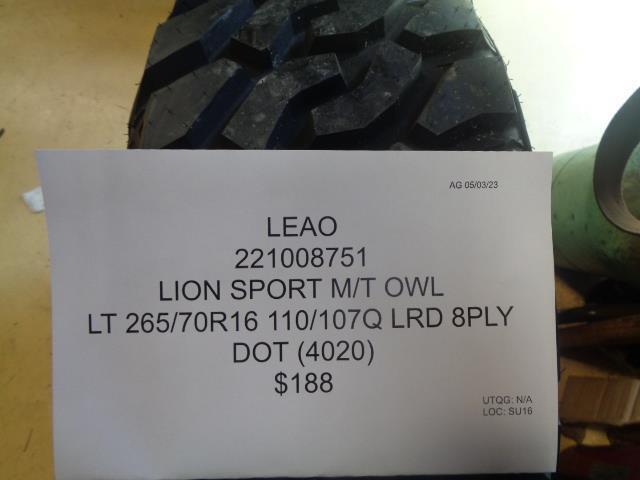 AG 05/03/23
LEAO
221008751
LION SPORT M/T OWL
LT 265/70R16 110/107Q LRD 8PLY
DOT (4020)
$188
UTQG: N/A
LOC: SU16